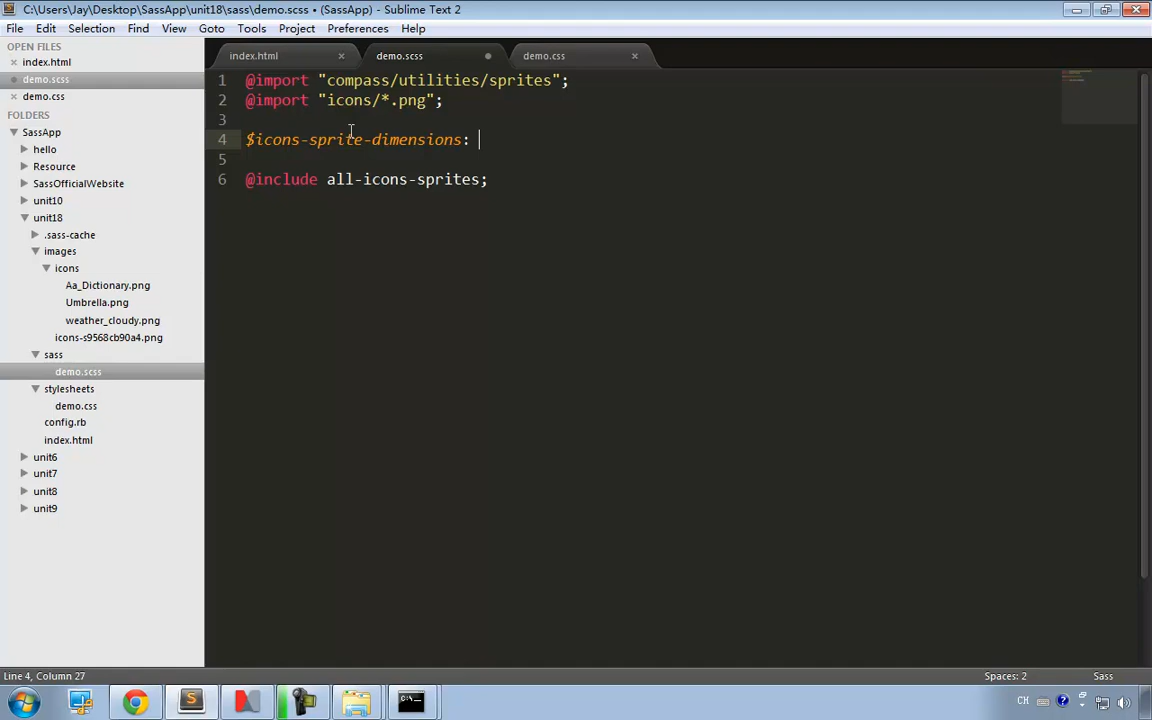 C:\Users\Jay\Desktop\SassApp\unit18\sass\demo.scss • (SassApp) - Sublime Text 2
File Edit Selection Find View Goto Tools Project Preferences Help
OPEN FILES
index.html
demo.scss
demo.css
FOLDERS
SassApp
hello
Resource
SassOfficialWebsite
unit10
unit18
.sass-cache
images
icons
Aa_Dictionary.png
Umbrella.png
weather_cloudy.png
icons-s9568cb90a4.png
sass
demo.scss
stylesheets
demo.css
config.rb
index.html
unit6
unit7
unit8
unit9
index.html demo.scss demo.css
1 @import "compass/utilities/sprites";
2 @import "icons/*.png";
3
4 $icons-sprite-dimensions:
5
6 @include all-icons-sprites;
Line 4, Column 27 Spaces: 2 Sass
CH